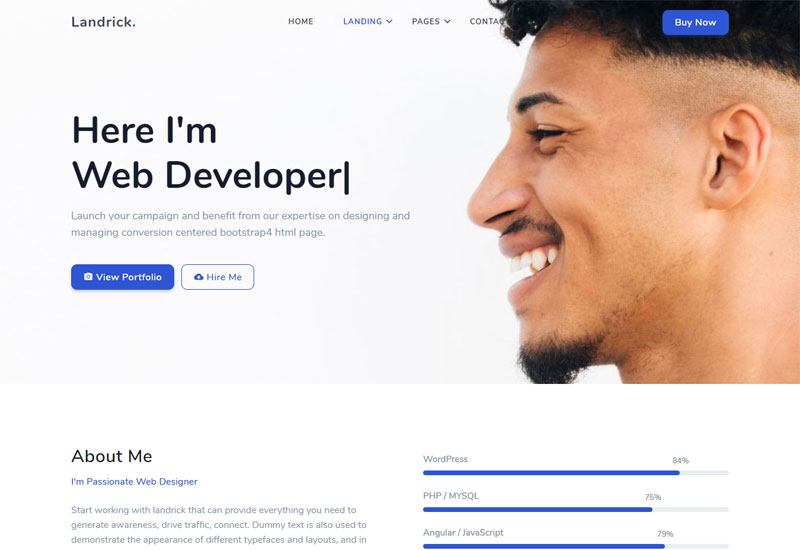 Landrick.
HOME
LANDING
PAGES
Buy Now
Here I'm
Web Developer|
Launch your campaign and benefit from our expertise on designing and
managing conversion centered bootstrap4 html page.
View Portfolio
Hire Me
About Me
I'm Passionate Web Designer
Start working with landrick that can provide everything you need to
generate awareness, drive traffic, connect. Dummy text is also used to
demonstrate the appearance of different typefaces and layouts, and in
WordPress
84%
PHP / MYSQL
75%
Angular / JavaScript
79%